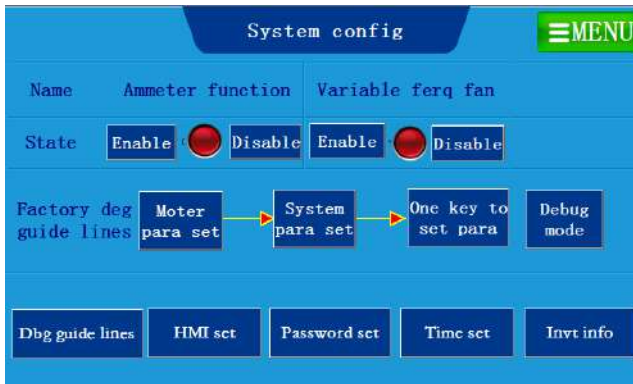 System config
≡MENU
Name Ammeter function Variable ferq fan
State Enable Disable Enable Disable
Factory deg guide lines
Moter para set
System para set
One key to set para
Debug mode
Dbg guide lines HMI set Password set Time set Invt info